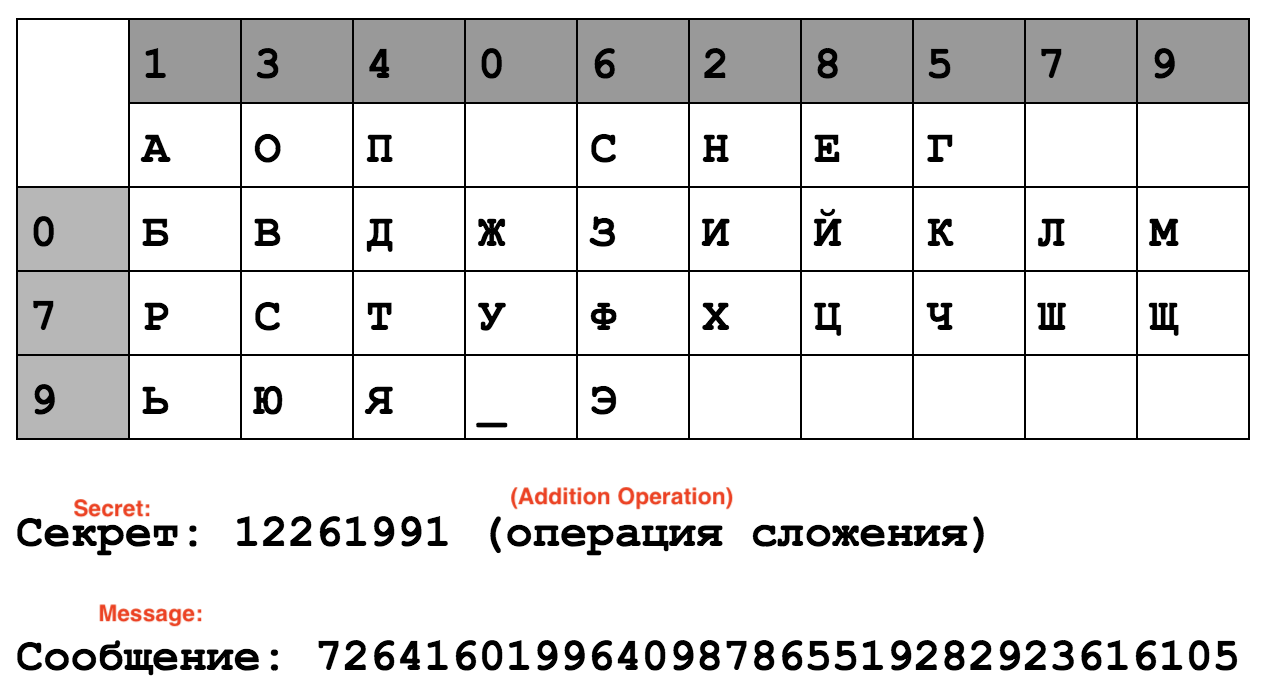 1 3 4 0 6 2 8 5 7 9
А О П С Н Е Г
0 Б В Д Ж З И Й К Л М
7 Р С Т У Ф Х Ц Ч Ш Щ
9 Ь Ю Я _ Э
Secret: (Addition Operation)
Секрет: 12261991 (операция сложения)
Message:
Сообщение: 7264160199640987865519282923616105